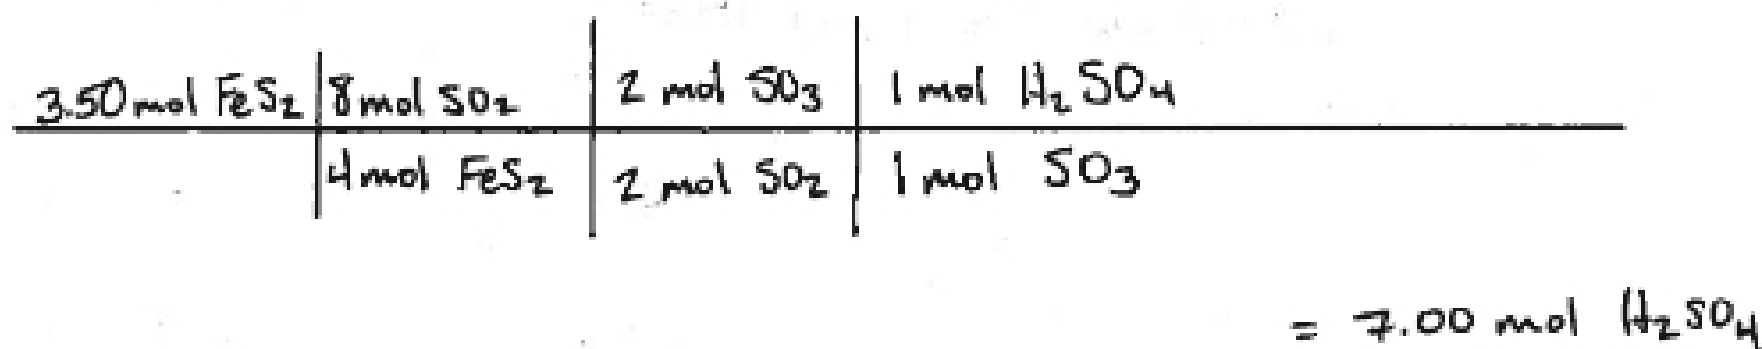 3.50 mol FeS₂ | 8 mol SO₂ | 2 mol SO₃ | 1 mol H₂SO₄
4 mol FeS₂ | 2 mol SO₂ | 1 mol SO₃
= 7.00 mol H₂SO₄